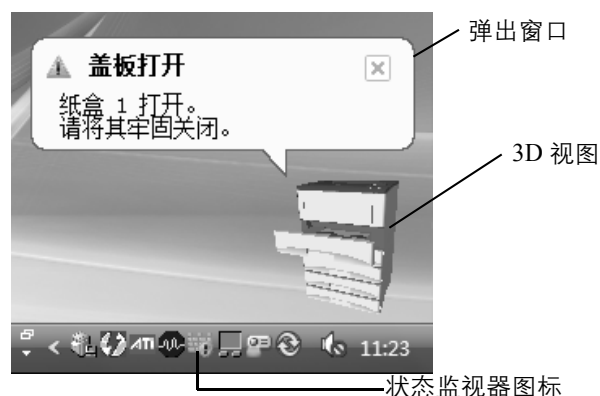 弹出窗口
盖板打开
纸盒 1 打开。
请将其牢固关闭。
3D 视图
ATI
11:23
状态监视器图标